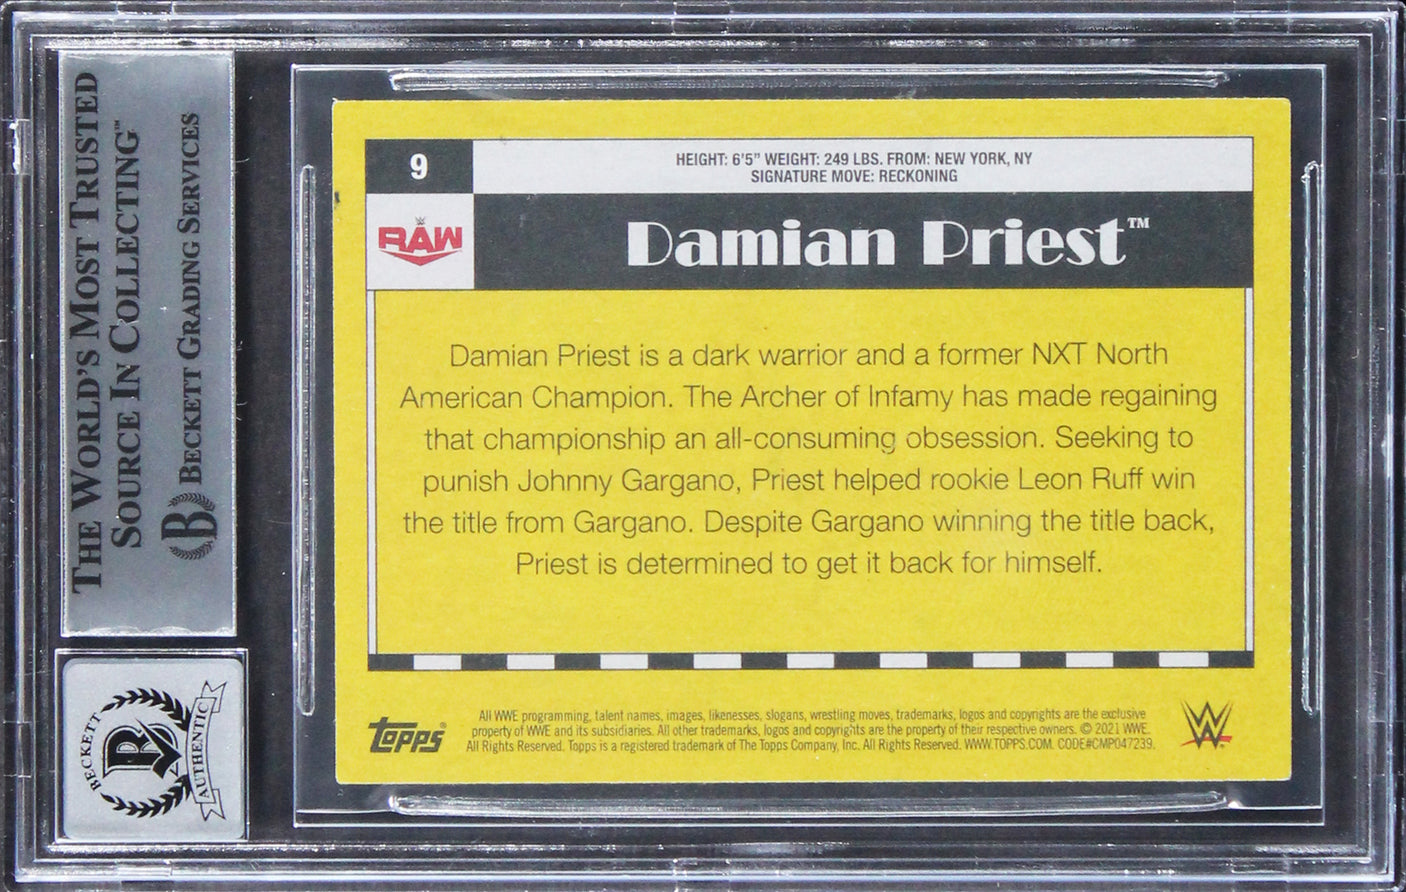 THE WORLD'S MOST TRUSTED
SOURCE IN COLLECTING™
BECKETT GRADING SERVICES
B
BECKETT
B
AUTHENTIC
9
HEIGHT: 6'5" WEIGHT: 249 LBS. FROM: NEW YORK, NY
SIGNATURE MOVE: RECKONING
W
RAW
Damian Priest™
Damian Priest is a dark warrior and a former NXT North
American Champion. The Archer of Infamy has made regaining
that championship an all-consuming obsession. Seeking to
punish Johnny Gargano, Priest helped rookie Leon Ruff win
the title from Gargano. Despite Gargano winning the title back,
Priest is determined to get it back for himself.
topps®
All WWE programming, talent names, images, likenesses, slogans, wrestling moves, trademarks, logos and copyrights are the exclusive
property of WWE and its subsidiaries. All other trademarks, logos and copyrights are the property of their respective owners. © 2021 WWE.
All Rights Reserved. Topps is a registered trademark of The Topps Company, Inc. All Rights Reserved. WWW.TOPPS.COM. CODE#CMP047239.
W